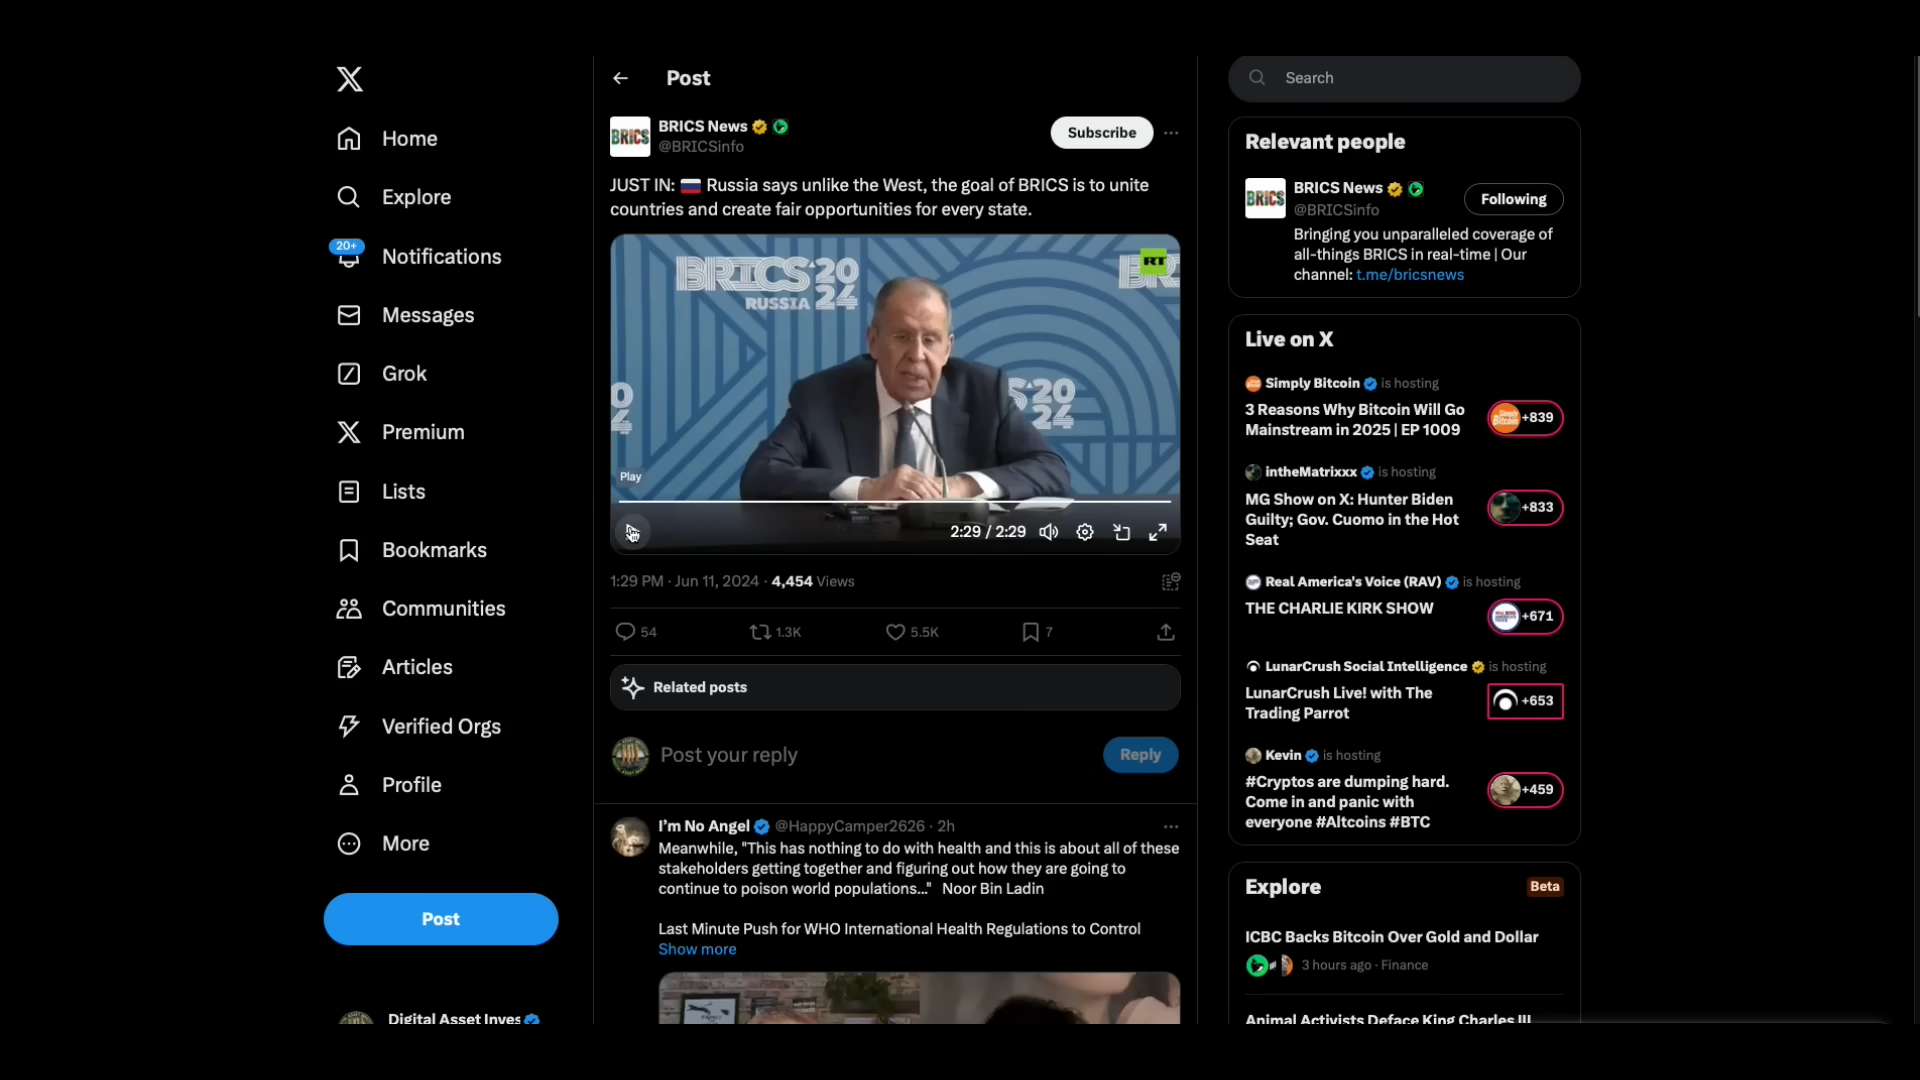 Home
Explore
20+
Notifications
Messages
Grok
Premium
Lists
Bookmarks
Communities
Articles
Verified Orgs
Profile
More
Post
Digital Asset Inves
Post
BRICS
BRICS News
@BRICSinfo
Subscribe
JUST IN: 🇷🇺 Russia says unlike the West, the goal of BRICS is to unite
countries and create fair opportunities for every state.
BRICS 20
RUSSIA 24
RT
BR
0
4
S 20
24
Play
2:29 / 2:29
1:29 PM · Jun 11, 2024 · 4,454 Views
54
1.3K
5.5K
7
Related posts
Post your reply
Reply
I'm No Angel @HappyCamper2626 · 2h
Meanwhile, "This has nothing to do with health and this is about all of these
stakeholders getting together and figuring out how they are going to
continue to poison world populations..." Noor Bin Ladin
Last Minute Push for WHO International Health Regulations to Control
Show more
Search
Relevant people
BRICS
BRICS News
@BRICSinfo
Following
Bringing you unparalleled coverage of
all-things BRICS in real-time | Our
channel: t.me/bricsnews
Live on X
Simply Bitcoin is hosting
3 Reasons Why Bitcoin Will Go
Mainstream in 2025 | EP 1009
+839
intheMatrixxx is hosting
MG Show on X: Hunter Biden
Guilty; Gov. Cuomo in the Hot
Seat
+833
Real America's Voice (RAV) is hosting
THE CHARLIE KIRK SHOW
+671
LunarCrush Social Intelligence is hosting
LunarCrush Live! with The
Trading Parrot
+653
Kevin is hosting
#Cryptos are dumping hard.
Come in and panic with
everyone #Altcoins #BTC
+459
Explore
Beta
ICBC Backs Bitcoin Over Gold and Dollar
3 hours ago · Finance
Animal Activists Deface King Charles III